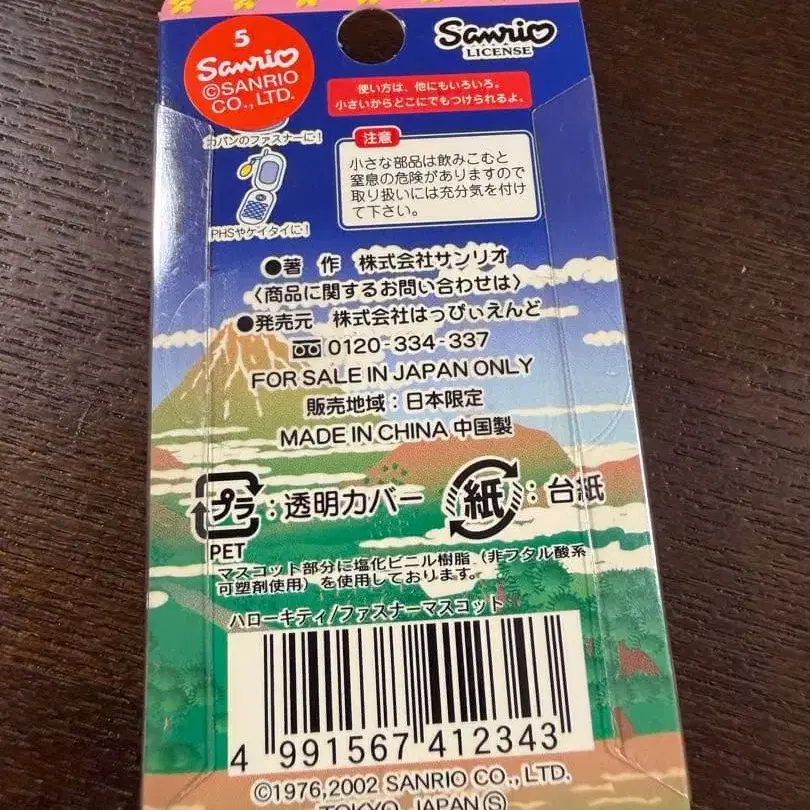 5
Sanrio
©SANRIO
CO., LTD.
Sanrio
LICENSE
使い方は、他にもいろいろ。
小さいからどこにでもつけられるよ。
カバンのファスナーに!
注意
小さな部品は飲みこむと
窒息の危険がありますので
取り扱いには充分気を付け
て下さい。
PHSやケイタイに!
●著 作 株式会社サンリオ
〈商品に関するお問い合わせは〉
●発売元 株式会社はっぴぃえんど
0120-334-337
FOR SALE IN JAPAN ONLY
販売地域:日本限定
MADE IN CHINA 中国製
プラ:透明カバー
PET
紙:台紙
マスコット部分に塩化ビニル樹脂(非フタル酸系
可塑剤使用)を使用しております。
ハローキティ/ファスナーマスコット
4 991567 412343
©1976,2002 SANRIO CO., LTD.
TOKYO, JAPAN Ⓢ